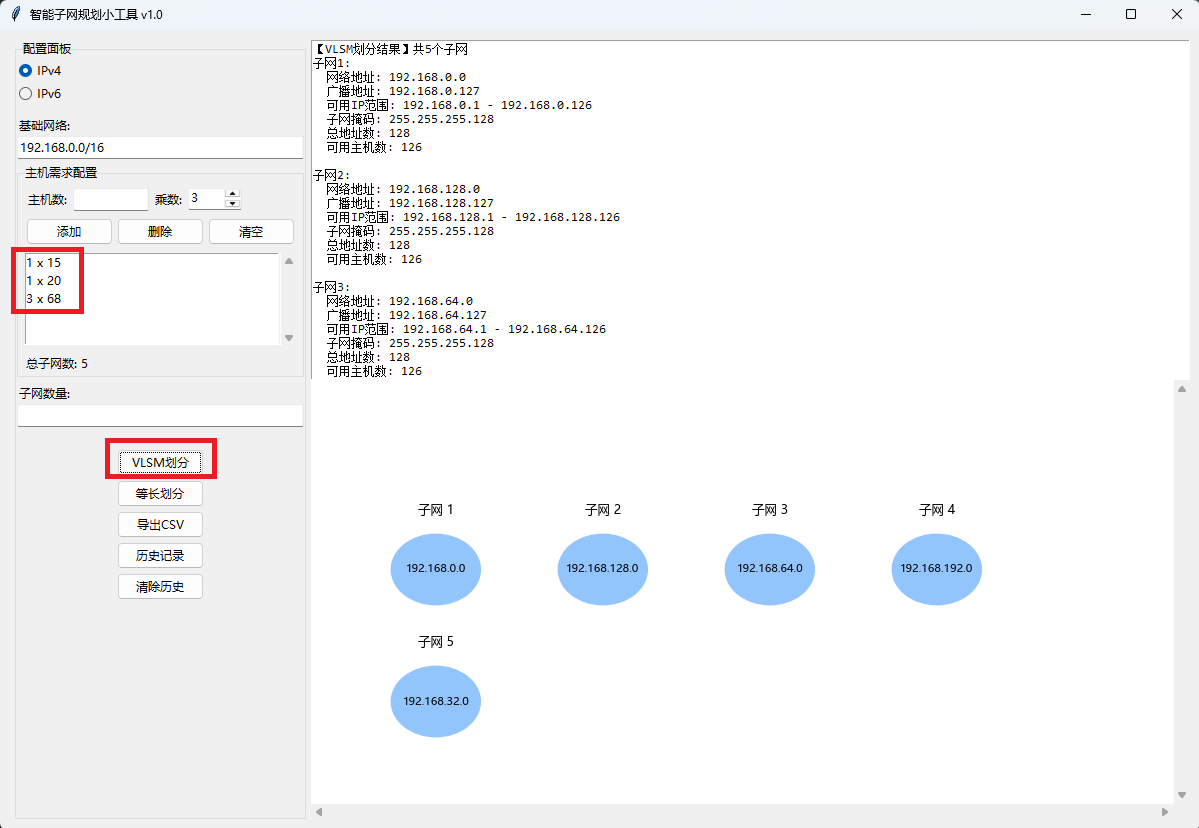 智能子网规划小工具 v1.0
配置面板
IPv4
IPv6
基础网络:
192.168.0.0/16
主机需求配置
主机数:
乘数: 3
添加
删除
清空
1 x 15
1 x 20
3 x 68
总子网数: 5
子网数量:
VLSM划分
等长划分
导出CSV
历史记录
清除历史
【VLSM划分结果】共5个子网
子网1:
网络地址: 192.168.0.0
广播地址: 192.168.0.127
可用IP范围: 192.168.0.1 - 192.168.0.126
子网掩码: 255.255.255.128
总地址数: 128
可用主机数: 126
子网2:
网络地址: 192.168.128.0
广播地址: 192.168.128.127
可用IP范围: 192.168.128.1 - 192.168.128.126
子网掩码: 255.255.255.128
总地址数: 128
可用主机数: 126
子网3:
网络地址: 192.168.64.0
广播地址: 192.168.64.127
可用IP范围: 192.168.64.1 - 192.168.64.126
子网掩码: 255.255.255.128
总地址数: 128
可用主机数: 126
子网 1
子网 2
子网 3
子网 4
192.168.0.0
192.168.128.0
192.168.64.0
192.168.192.0
子网 5
192.168.32.0